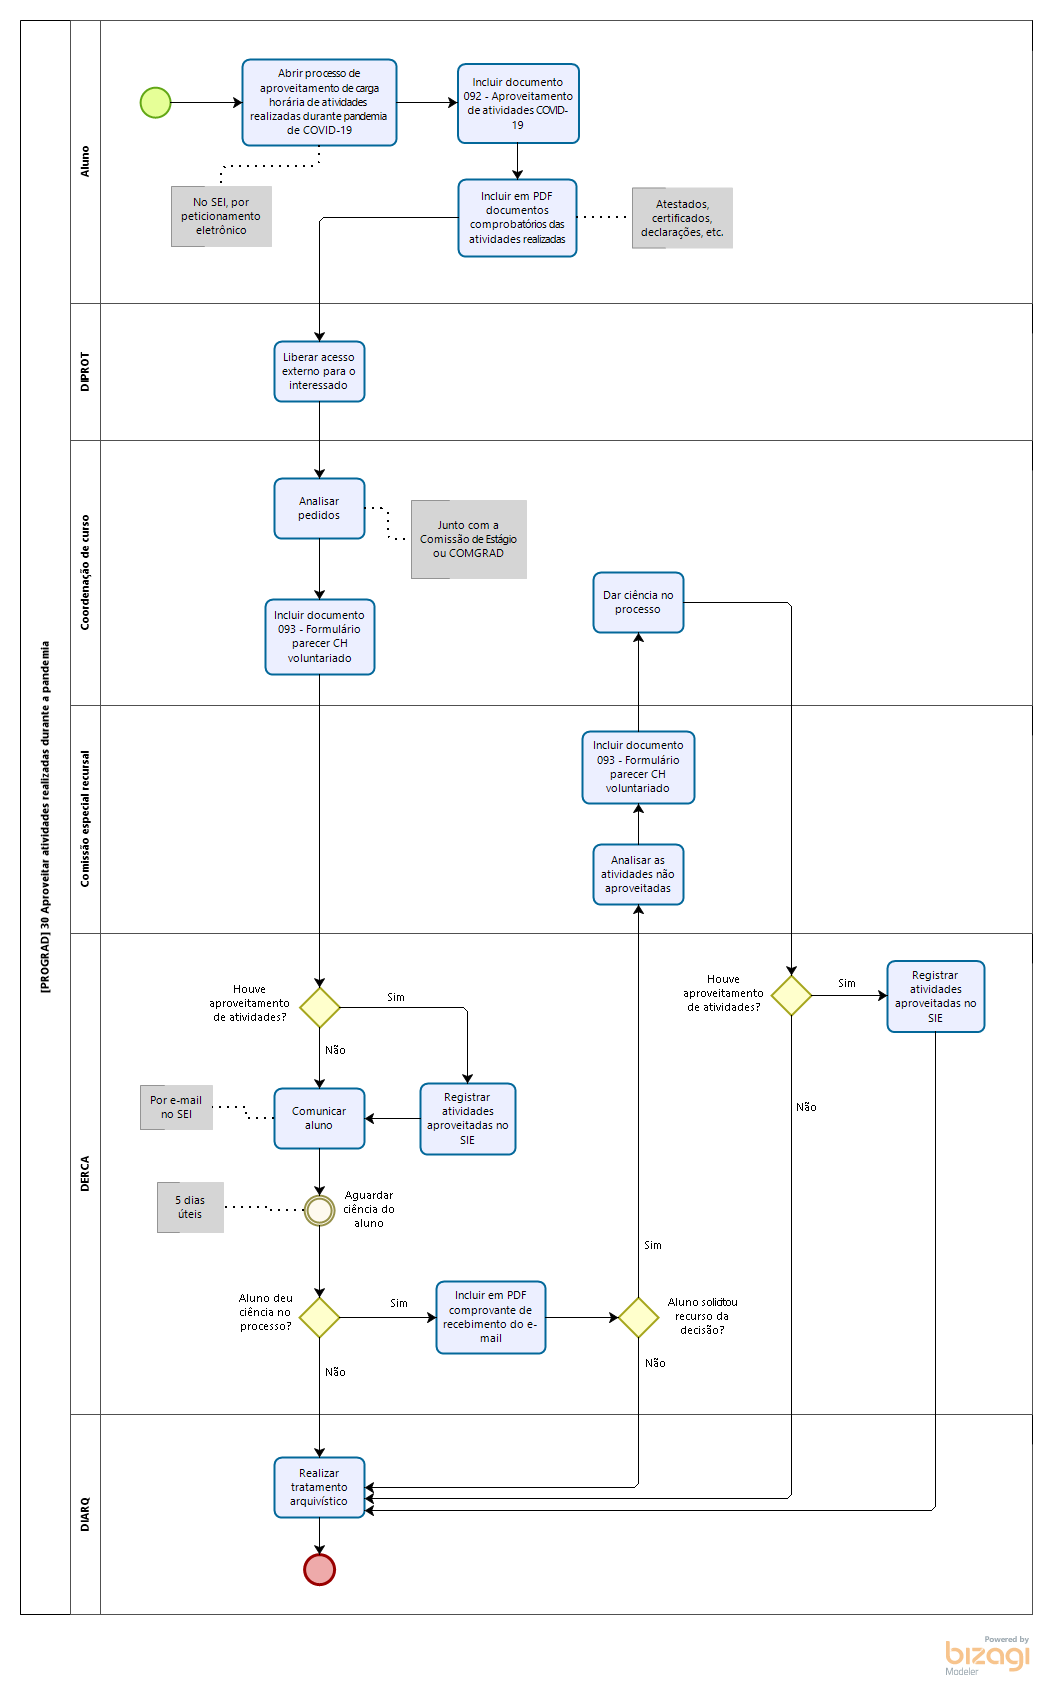 [PROGRAD] 30 Aproveitar atividades realizadas durante a pandemia
Aluno
Abrir processo de
aproveitamento de carga
horária de atividades
realizadas durante pandemia
de COVID-19
Incluir documento
092 - Aproveitamento
de atividades COVID-
19
No SEI, por
peticionamento
eletrônico
Incluir em PDF
documentos
comprobatórios das
atividades realizadas
Atestados,
certificados,
declarações, etc.
DIPROT
Liberar acesso
externo para o
interessado
Coordenação de curso
Analisar
pedidos
Junto com a
Comissão de Estágio
ou COMGRAD
Incluir documento
093 - Formulário
parecer CH
voluntariado
Dar ciência no
processo
Comissão especial recursal
Incluir documento
093 - Formulário
parecer CH
voluntariado
Analisar as
atividades não
aproveitadas
DERCA
Houve
aproveitamento
de atividades?
Sim
Não
Houve
aproveitamento
de atividades?
Sim
Registrar
atividades
aproveitadas no
SIE
Não
Por e-mail
no SEI
Comunicar
aluno
Registrar
atividades
aproveitadas no
SIE
5 dias
úteis
Aguardar
ciência do
aluno
Aluno deu
ciência no
processo?
Sim
Não
Incluir em PDF
comprovante de
recebimento do e-
mail
Sim
Aluno solicitou
recurso da
decisão?
Não
DIARQ
Realizar
tratamento
arquivístico
Powered by
bizagi
Modeler